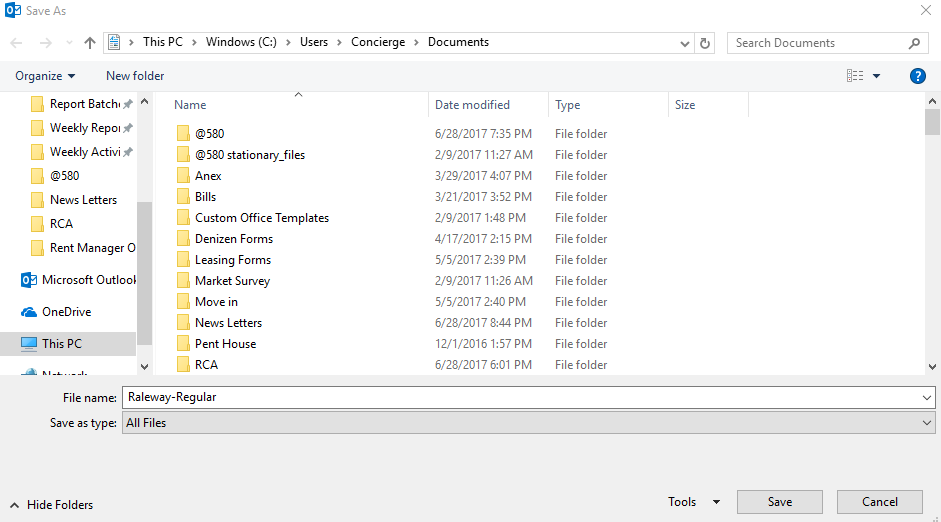 Save As
This PC > Windows (C:) > Users > Concierge > Documents
Search Documents
Organize
New folder
?
Report Batche
Weekly Repo
Weekly Activi
@580
News Letters
RCA
Rent Manager O
Microsoft Outlook
OneDrive
This PC
Network
Name Date modified Type Size
@580 6/28/2017 7:35 PM File folder
@580 stationary_files 2/9/2017 11:27 AM File folder
Anex 3/29/2017 4:07 PM File folder
Bills 3/21/2017 3:52 PM File folder
Custom Office Templates 2/9/2017 1:48 PM File folder
Denizen Forms 4/17/2017 2:15 PM File folder
Leasing Forms 5/5/2017 2:39 PM File folder
Market Survey 2/9/2017 11:26 AM File folder
Move in 5/5/2017 2:40 PM File folder
News Letters 6/28/2017 8:44 PM File folder
Pent House 12/1/2016 1:57 PM File folder
RCA 6/28/2017 6:01 PM File folder
File name: Raleway-Regular
Save as type: All Files
Hide Folders
Tools
Save
Cancel